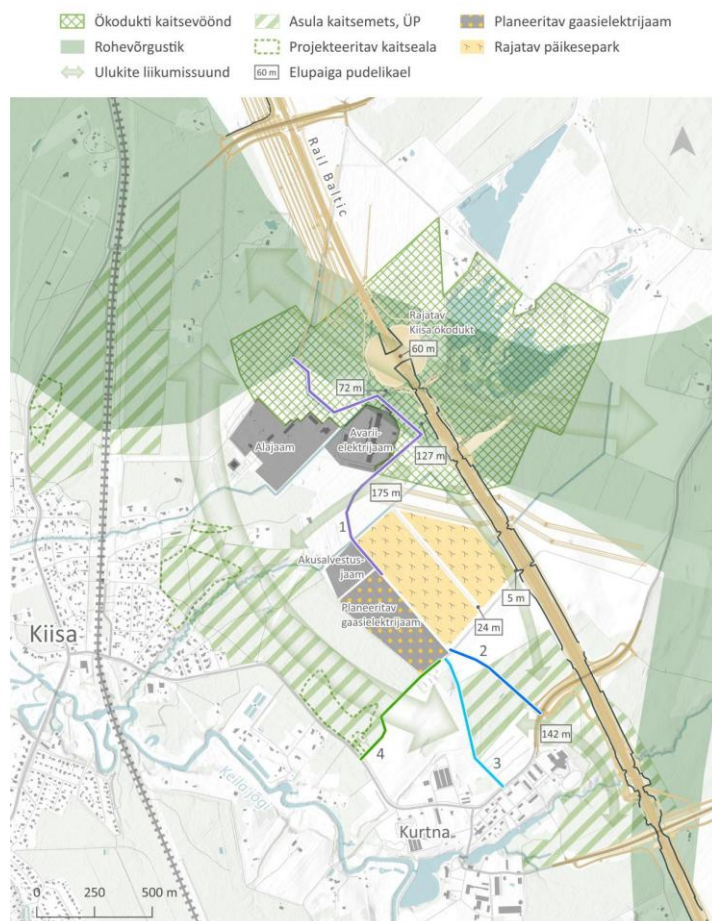 Ökodukti kaitsevöönd
Asula kaitsemets, ÜP
Planeeritav gaasielektrijaam
Rohevõrgustik
Projekteeritav kaitseala
Rajatav päikesepark
Ulukite liikumissuund
60 m
Elupaiga pudelikael
Rail Baltic
Rajatav
Kiisa ökodukt
60 m
72 m
Alajaam
Avarii-
elektrijaam
127 m
175 m
1
Akusalvestus-
jaam
Planeeritav
gaasielektrijaam
5 m
24 m
Kiisa
2
142 m
4
3
Keila jõgi
Kurtna
0
250
500 m